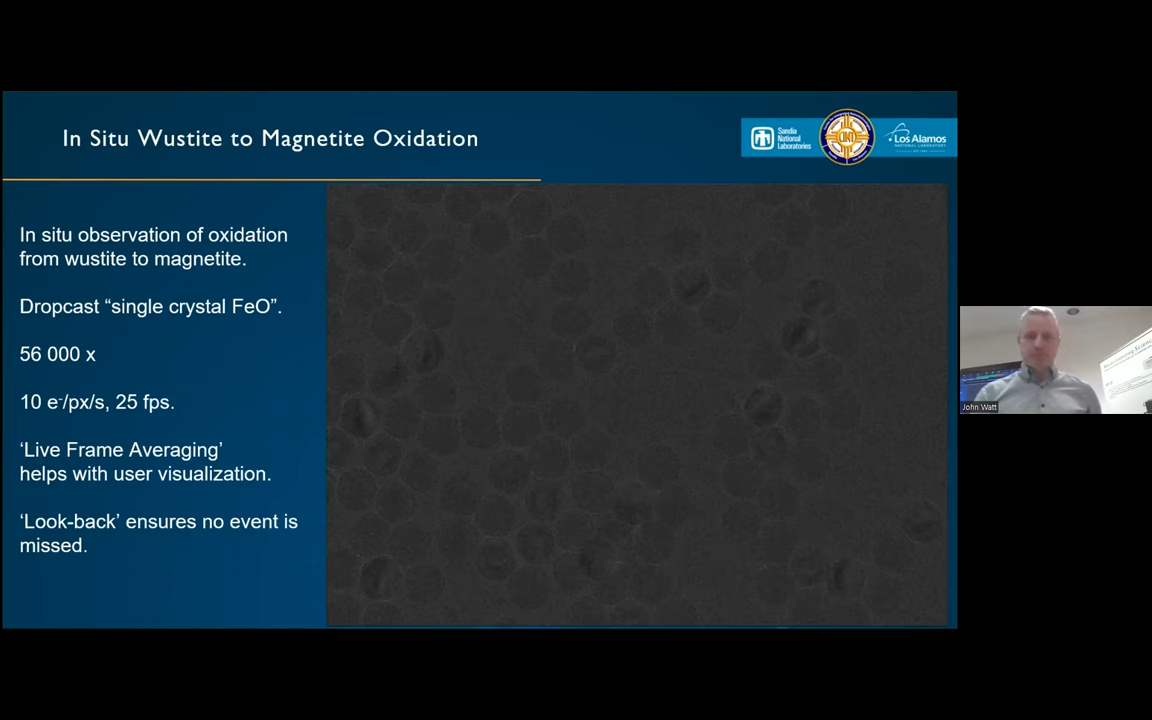 In Situ Wustite to Magnetite Oxidation
Sandia
National
Laboratories
CINT
Los Alamos
NATIONAL LABORATORY
In situ observation of oxidation
from wustite to magnetite.
Dropcast “single crystal FeO”.
56 000 x
10 e⁻/px/s, 25 fps.
‘Live Frame Averaging’
helps with user visualization.
‘Look-back’ ensures no event is
missed.
John Watt